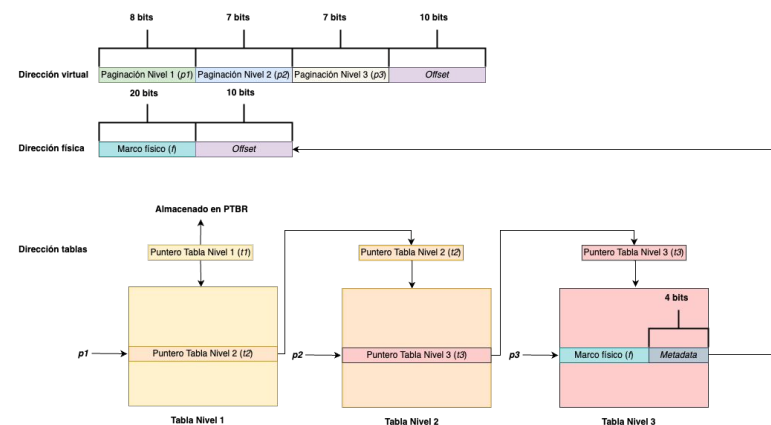 8 bits 7 bits 7 bits 10 bits
Dirección virtual Paginación Nivel 1 (p1) Paginación Nivel 2 (p2) Paginación Nivel 3 (p3) Offset
20 bits 10 bits
Dirección física Marco físico (f) Offset
Almacenado en PTBR
Dirección tablas Puntero Tabla Nivel 1 (t1) Puntero Tabla Nivel 2 (t2) Puntero Tabla Nivel 3 (t3)
4 bits
p1 Puntero Tabla Nivel 2 (t2) p2 Puntero Tabla Nivel 3 (t3) p3 Marco físico (f) Metadata
Tabla Nivel 1 Tabla Nivel 2 Tabla Nivel 3